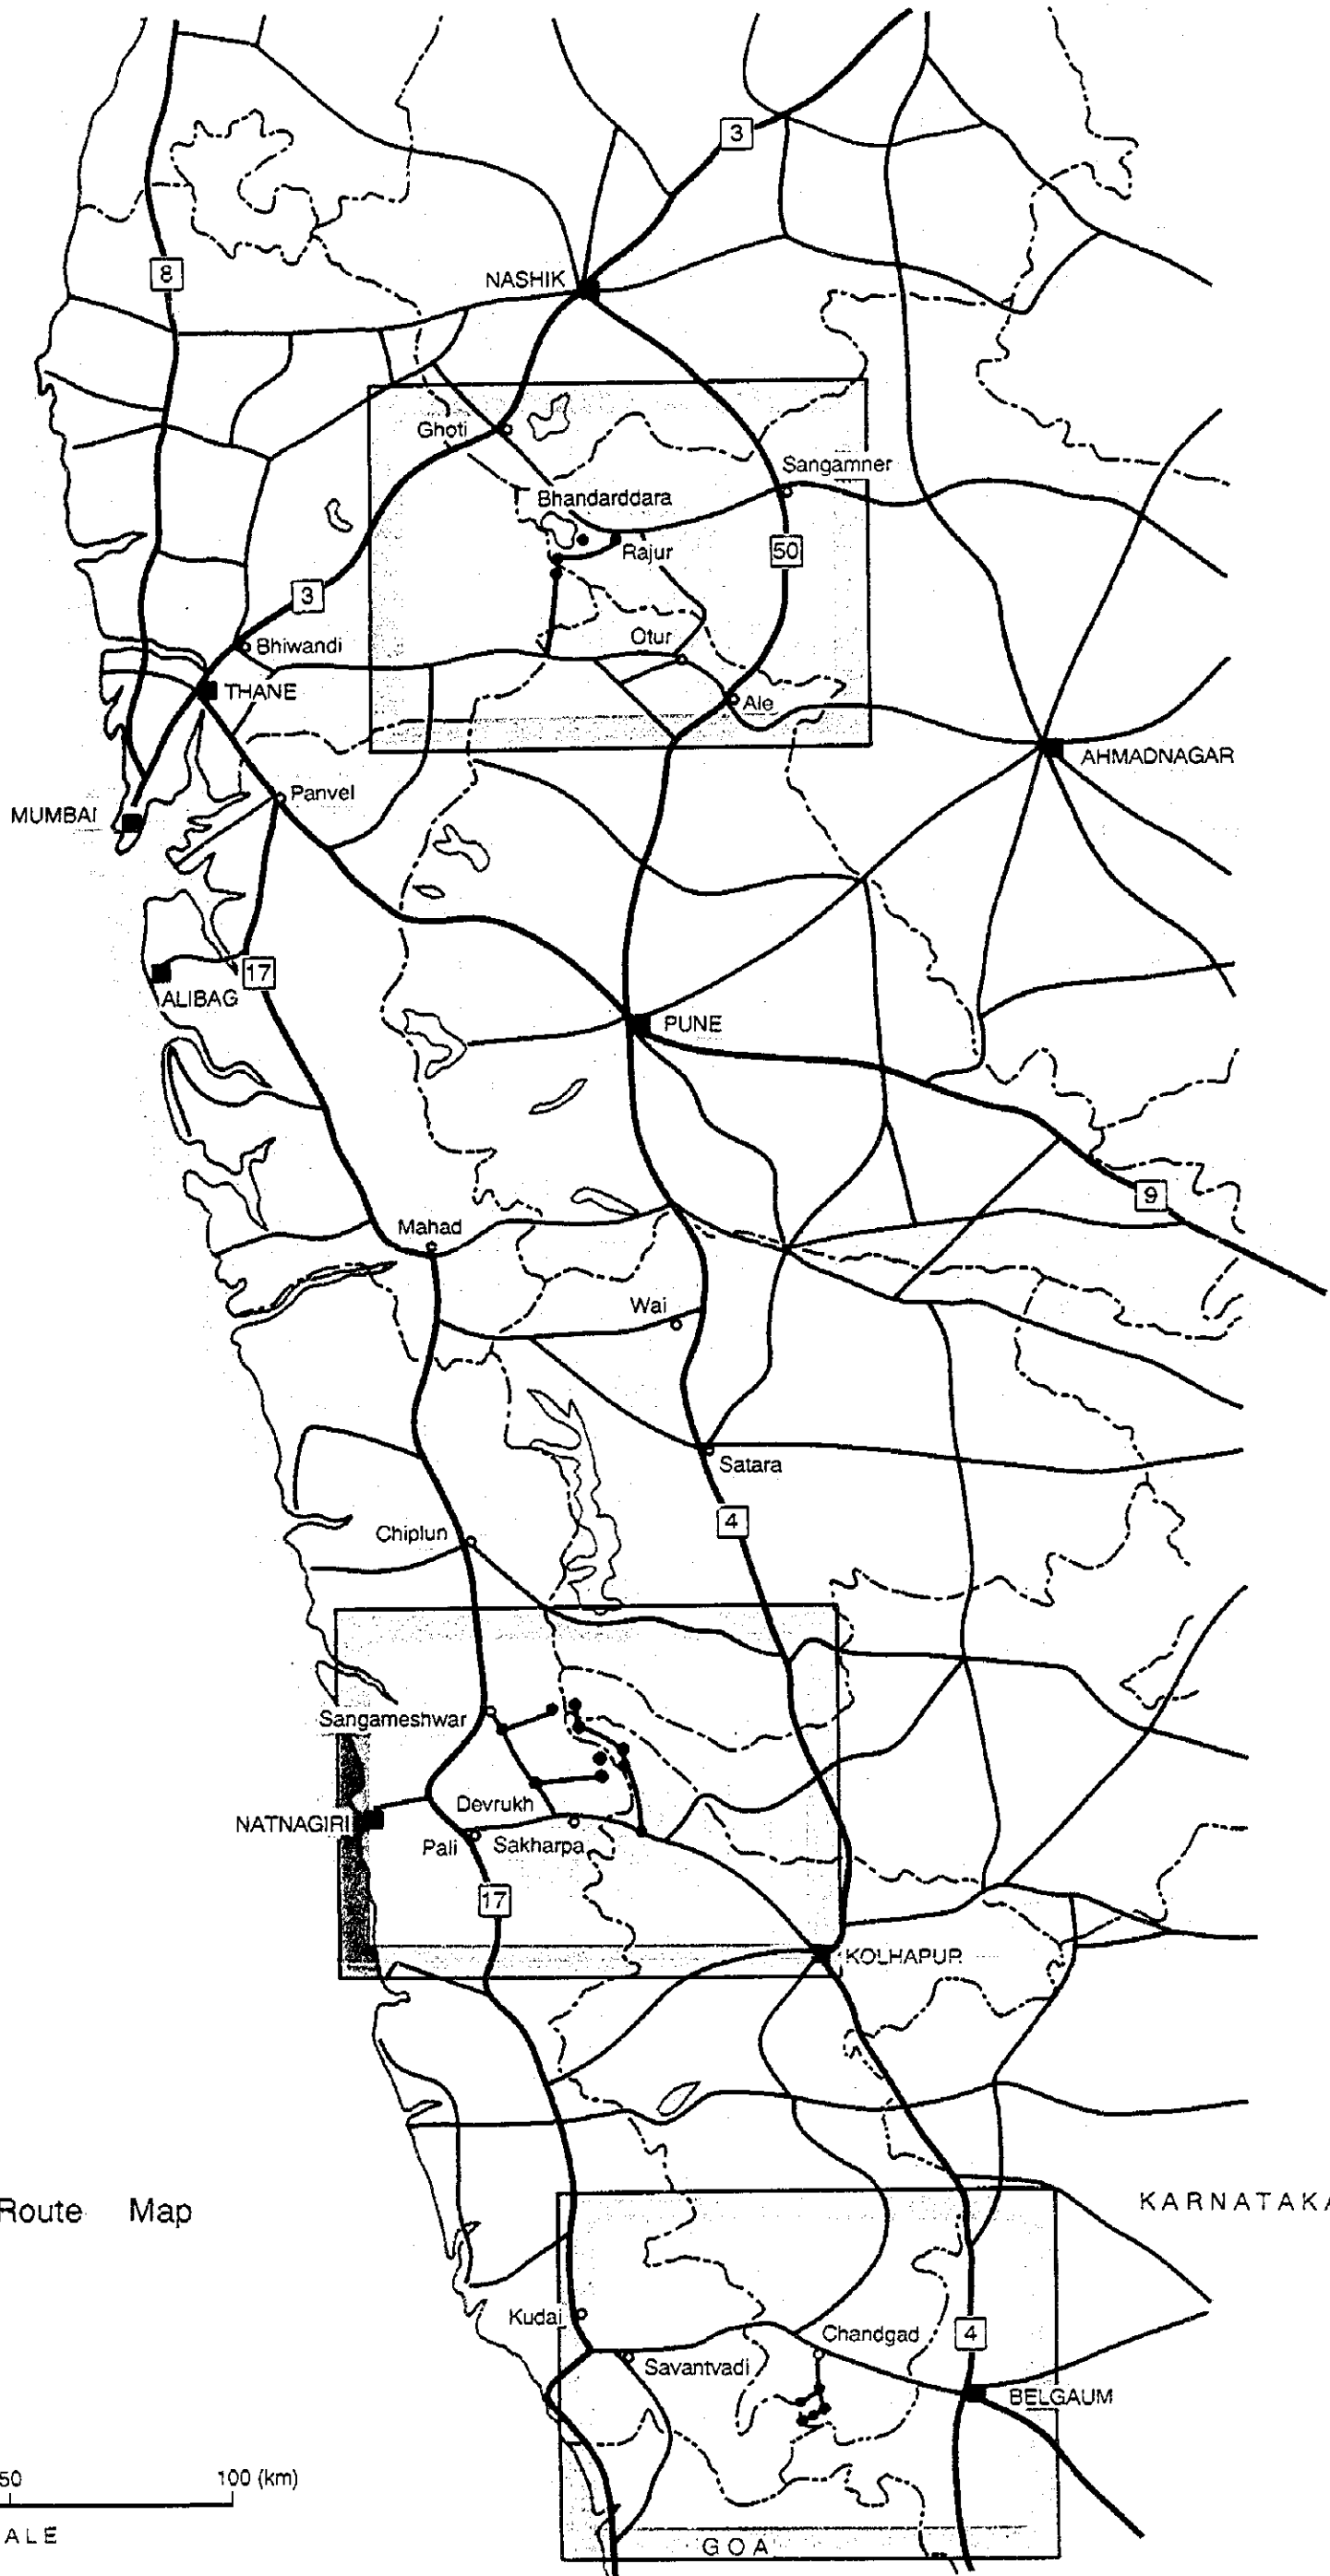 3
8
NASHIK
Ghoti
Sangamner
Bhandarddara
Rajur
50
3
Otur
Bhiwandi
THANE
Ale
AHMADNAGAR
Panvel
MUMBAI
17
ALIBAG
PUNE
9
Mahad
Wai
Satara
4
Chiplun
Sangameshwar
Devrukh
NATNAGIRI
Pali
Sakharpa
17
KOLHAPUR
Route Map
KARNATAKA
Kudai
Chandgad
4
Savantvadi
BELGAUM
50
100 (km)
ALE
GOA